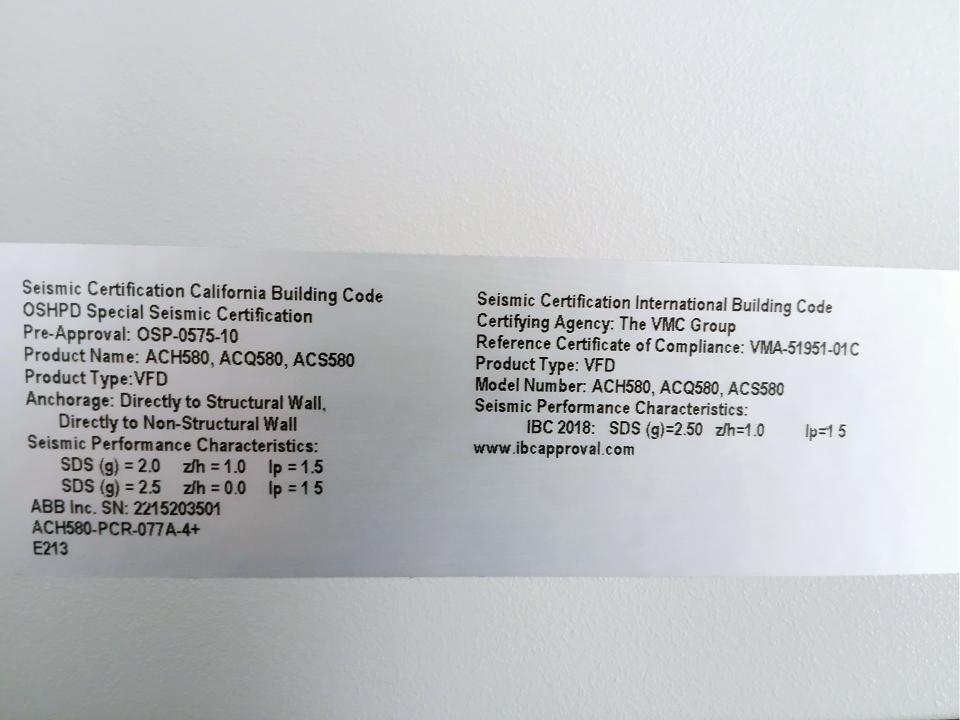 Seismic Certification California Building Code
OSHPD Special Seismic Certification
Pre-Approval: OSP-0575-10
Product Name: ACH580, ACQ580, ACS580
Product Type:VFD
Anchorage: Directly to Structural Wall,
Directly to Non-Structural Wall
Seismic Performance Characteristics:
SDS (g) = 2.0 z/h = 1.0 Ip = 1.5
SDS (g) = 2.5 z/h = 0.0 Ip = 1 5
ABB Inc. SN: 2215203501
ACH580-PCR-077A-4+
E213
Seismic Certification International Building Code
Certifying Agency: The VMC Group
Reference Certificate of Compliance: VMA-51951-01C
Product Type: VFD
Model Number: ACH580, ACQ580, ACS580
Seismic Performance Characteristics:
IBC 2018: SDS (g)=2.50 z/h=1.0 Ip=1 5
www.ibcapproval.com